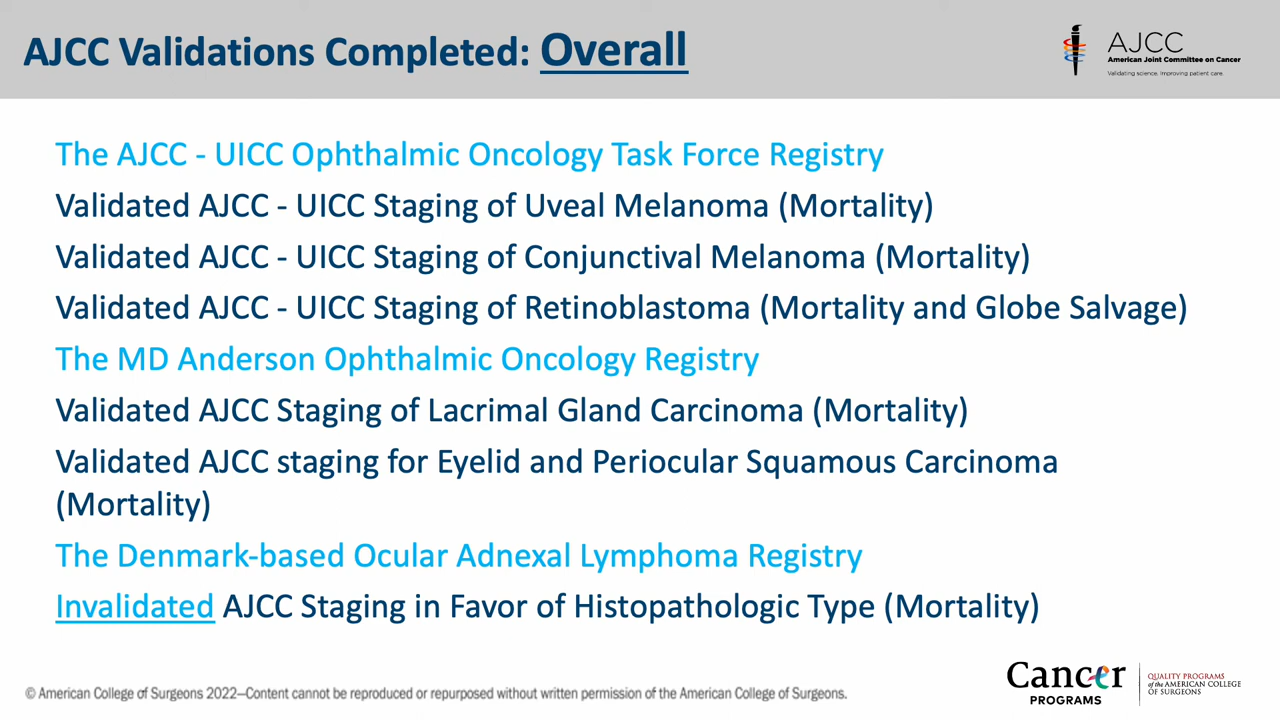 AJCC Validations Completed: Overall
AJCC
American Joint Committee on Cancer
Validating science. Improving patient care.
The AJCC - UICC Ophthalmic Oncology Task Force Registry
Validated AJCC - UICC Staging of Uveal Melanoma (Mortality)
Validated AJCC - UICC Staging of Conjunctival Melanoma (Mortality)
Validated AJCC - UICC Staging of Retinoblastoma (Mortality and Globe Salvage)
The MD Anderson Ophthalmic Oncology Registry
Validated AJCC Staging of Lacrimal Gland Carcinoma (Mortality)
Validated AJCC staging for Eyelid and Periocular Squamous Carcinoma
(Mortality)
The Denmark-based Ocular Adnexal Lymphoma Registry
Invalidated AJCC Staging in Favor of Histopathologic Type (Mortality)
© American College of Surgeons 2022—Content cannot be reproduced or repurposed without written permission of the American College of Surgeons.
Cancer
PROGRAMS
QUALITY PROGRAMS
of the AMERICAN COLLEGE
OF SURGEONS